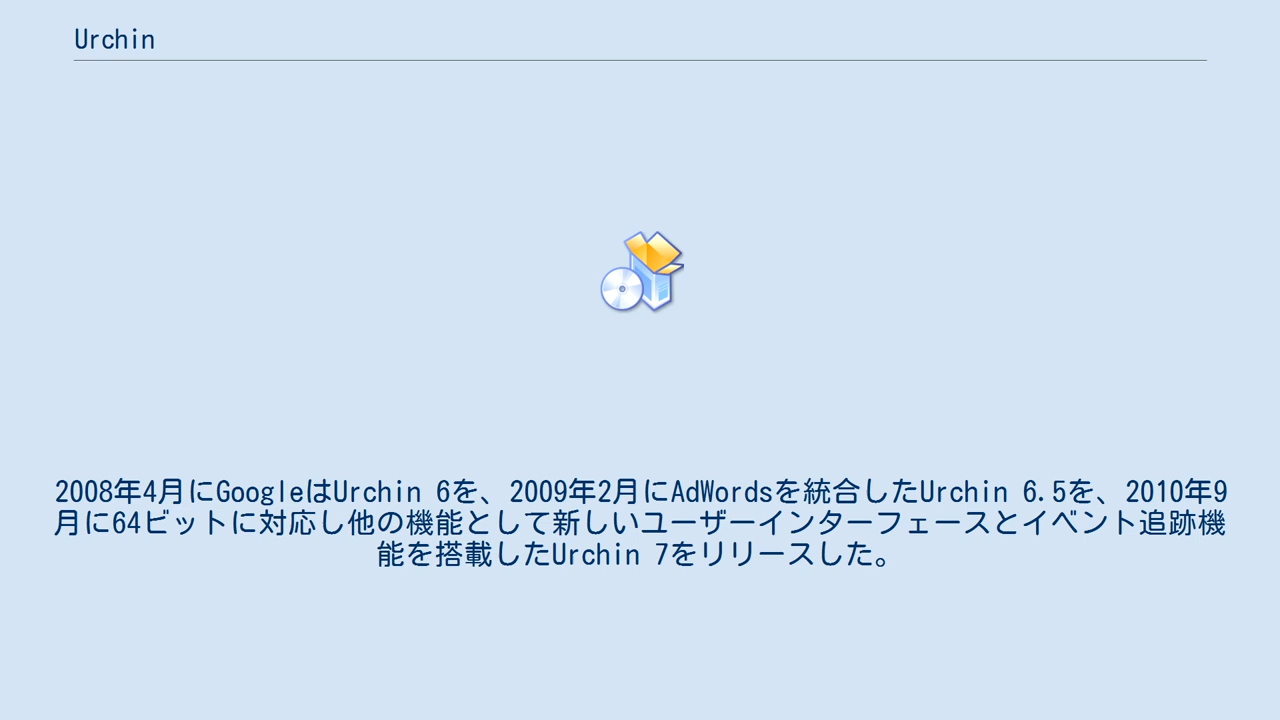 Urchin
2008年4月にGoogleはUrchin 6を、2009年2月にAdWordsを統合したUrchin 6.5を、2010年9
月に64ビットに対応し他の機能として新しいユーザーインターフェースとイベント追跡機
能を搭載したUrchin 7をリリースした。